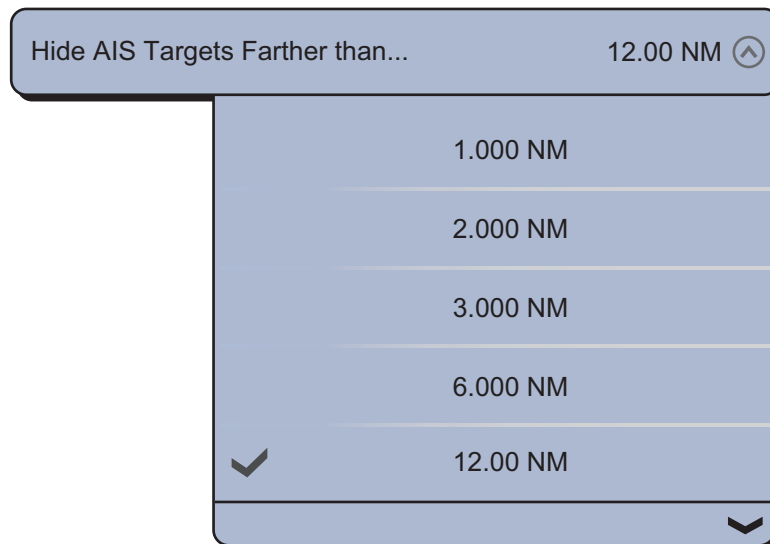 Hide AIS Targets Farther than... 12.00 NM
1.000 NM
2.000 NM
3.000 NM
6.000 NM
12.00 NM